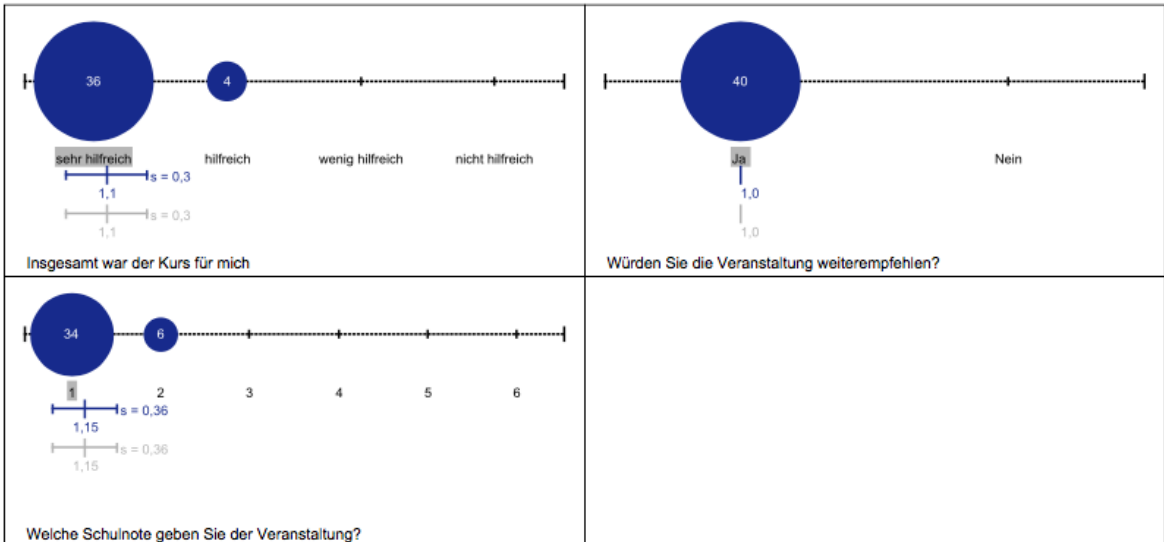 36
4
sehr hilfreich
hilfreich
wenig hilfreich
nicht hilfreich
s = 0,3
1,1
s = 0,3
1,1
Insgesamt war der Kurs für mich
40
Ja
Nein
1,0
1,0
Würden Sie die Veranstaltung weiterempfehlen?
34
6
1
2
3
4
5
6
s = 0,36
1,15
s = 0,36
1,15
Welche Schulnote geben Sie der Veranstaltung?